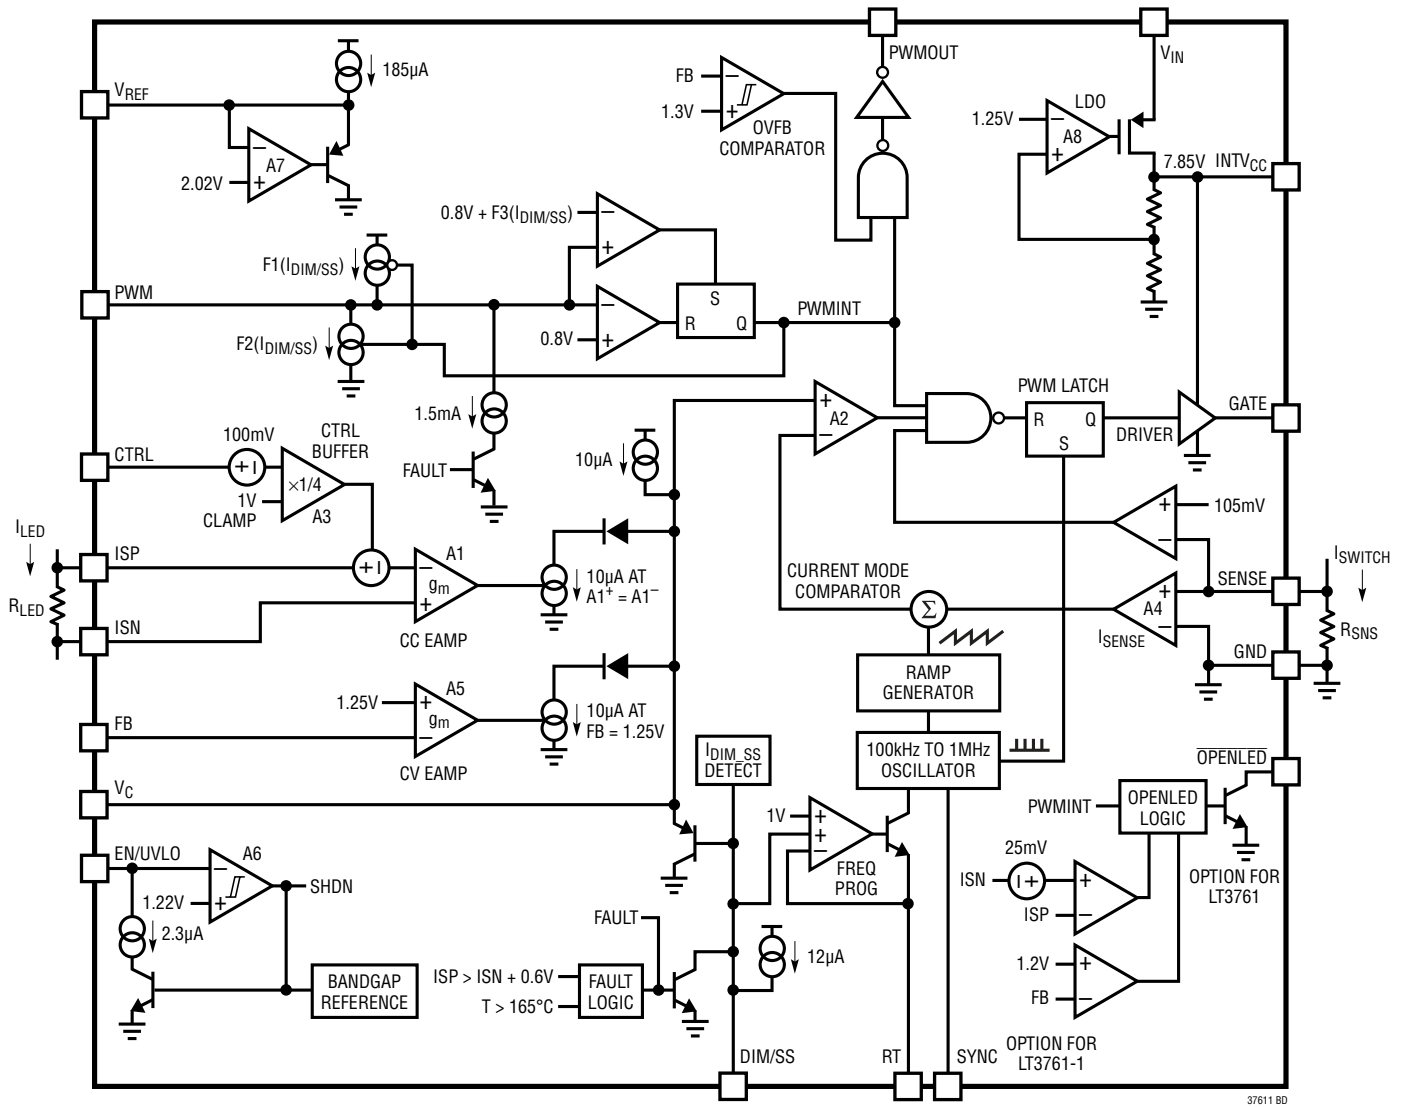 PWMOUT
V_IN
185µA
V_REF
FB
−
1.3V
+
OVFB
COMPARATOR
LDO
1.25V
−
A8
+
7.85V
INTV_CC
−
A7
2.02V
+
0.8V + F3(I_DIM/SS)
−
+
F1(I_DIM/SS)
PWM
−
0.8V
+
S
R
Q
PWMINT
F2(I_DIM/SS)
1.5mA
FAULT
PWM LATCH
+
A2
−
R
Q
S
DRIVER
GATE
CTRL
100mV
+ I
CTRL
BUFFER
×1/4
1V
CLAMP
A3
10µA
+
105mV
−
I_LED
R_LED
ISP
+ I
A1
−
g_m
+
CC EAMP
10µA AT
A1⁺ = A1⁻
ISN
CURRENT MODE
COMPARATOR
Σ
I_SENSE
+
A4
−
SENSE
I_SWITCH
R_SNS
GND
RAMP
GENERATOR
1.25V
+
A5
g_m
−
CV EAMP
10µA AT
FB = 1.25V
FB
I_DIM_SS
DETECT
100kHz TO 1MHz
OSCILLATOR
OPENLED
V_C
1V
+
+
−
FREQ
PROG
PWMINT
OPENLED
LOGIC
OPTION FOR
LT3761
EN/UVLO
−
A6
1.22V
+
SHDN
2.3µA
BANDGAP
REFERENCE
25mV
ISN
I +
+
ISP
−
FAULT
12µA
ISP > ISN + 0.6V
T > 165°C
FAULT
LOGIC
1.2V
+
FB
−
DIM/SS
RT
SYNC
OPTION FOR
LT3761-1
37611 BD